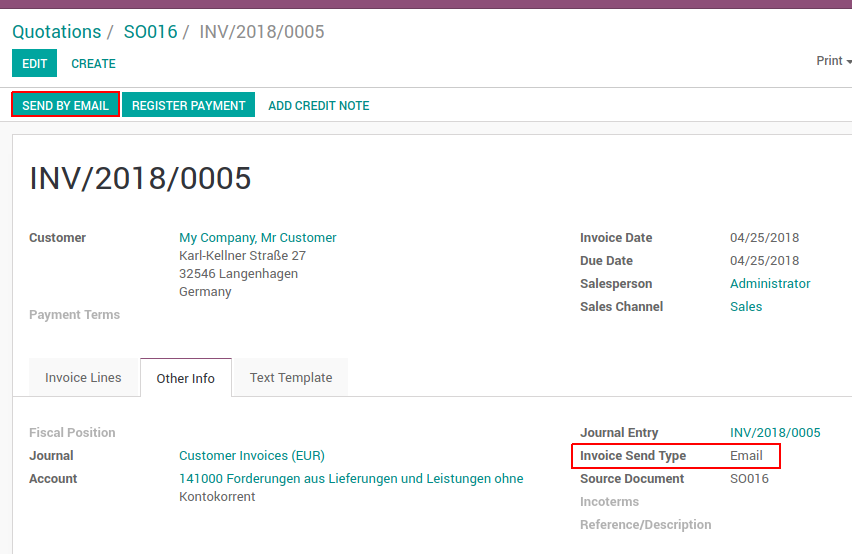 Quotations / SO016 / INV/2018/0005
EDIT CREATE Print
SEND BY EMAIL REGISTER PAYMENT ADD CREDIT NOTE
INV/2018/0005
Customer My Company, Mr Customer
Karl-Kellner Straße 27
32546 Langenhagen
Germany
Payment Terms
Invoice Date 04/25/2018
Due Date 04/25/2018
Salesperson Administrator
Sales Channel Sales
Invoice Lines Other Info Text Template
Fiscal Position
Journal Customer Invoices (EUR)
Account 141000 Forderungen aus Lieferungen und Leistungen ohne
Kontokorrent
Journal Entry INV/2018/0005
Invoice Send Type Email
Source Document SO016
Incoterms
Reference/Description